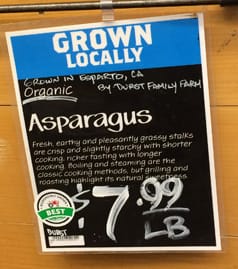 GROWN
LOCALLY
GROWN IN ESPARTO, CA
Organic BY DURST FAMILY FARM
Asparagus
Fresh, earthy and pleasantly grassy stalks
are crisp and slightly starchy with shorter
cooking, richer tasting with longer
cooking. Boiling and steaming are the
classic cooking methods, but grilling and
roasting highlight its natural sweetness.
BEST
$7.99
LB